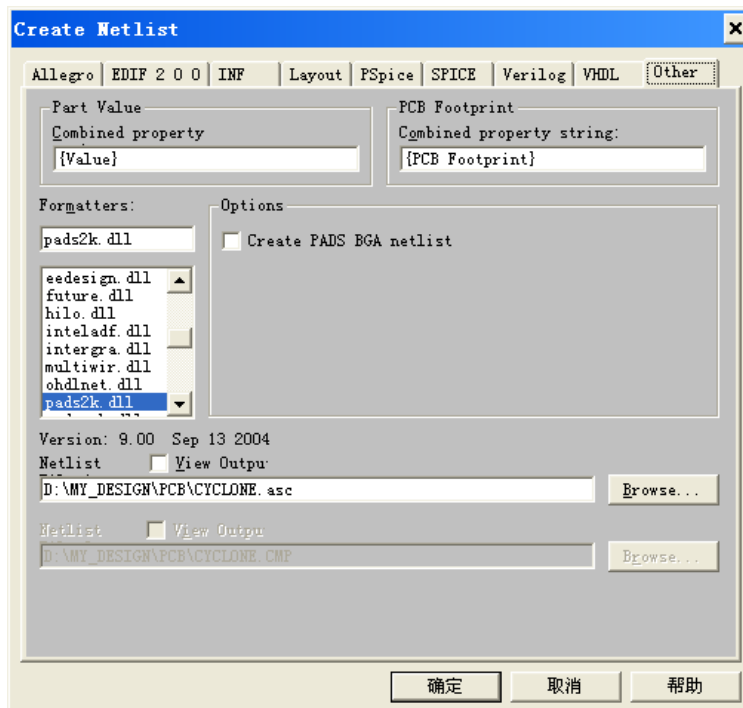 Create Netlist
Allegro EDIF 2 0 0 INF Layout PSpice SPICE Verilog VHDL Other
Part Value
Combined property
{Value}
PCB Footprint
Combined property string:
{PCB Footprint}
Formatters:
pads2k.dll
eedesign.dll
future.dll
hilo.dll
inteladf.dll
intergra.dll
multiwir.dll
ohdlnet.dll
pads2k.dll
Options
Create PADS BGA netlist
Version: 9.00 Sep 13 2004
Netlist View Outpu
D:\MY_DESIGN\PCB\CYCLONE.asc
Browse...
Netlist View Outpu
D:\MY_DESIGN\PCB\CYCLONE.CMP
Browse...
确定 取消 帮助